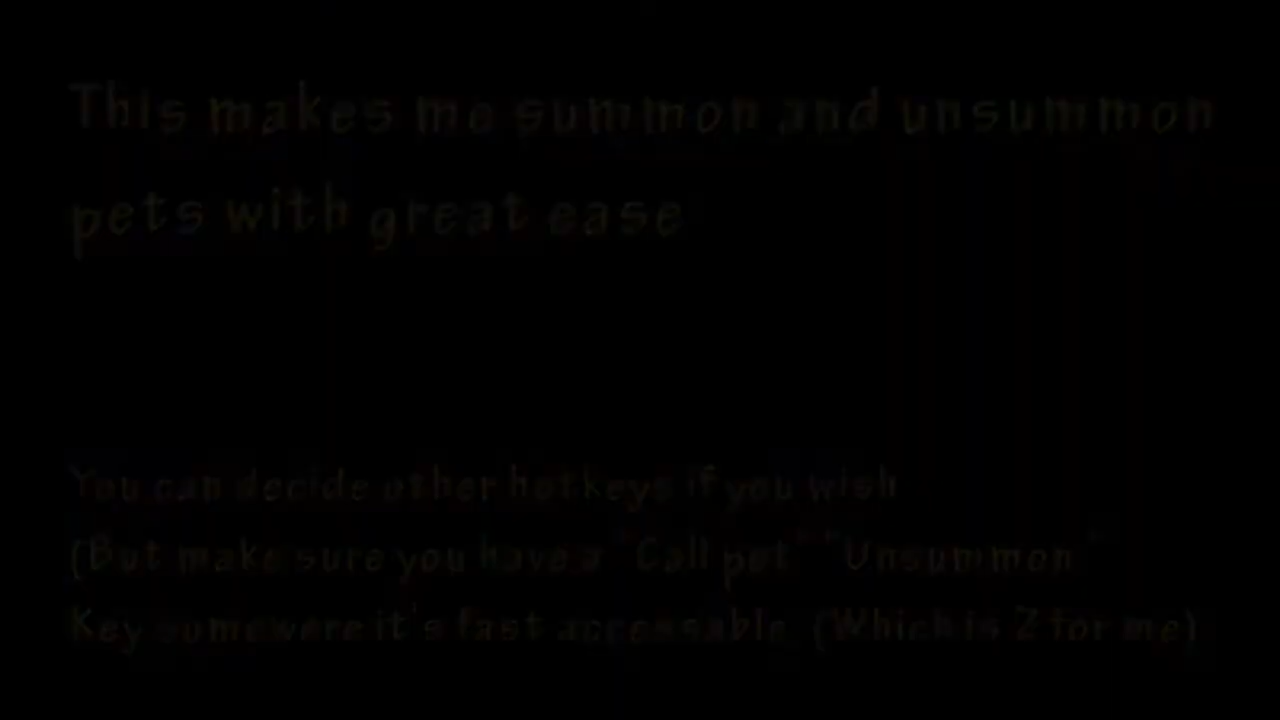 This makes me summon and unsummon
pets with great ease
You can decide other hotkeys if you wish
(But make sure you have a "Call pet" "Unsummon"
Key sumewere it's fast accessable. (Which is Z for me)